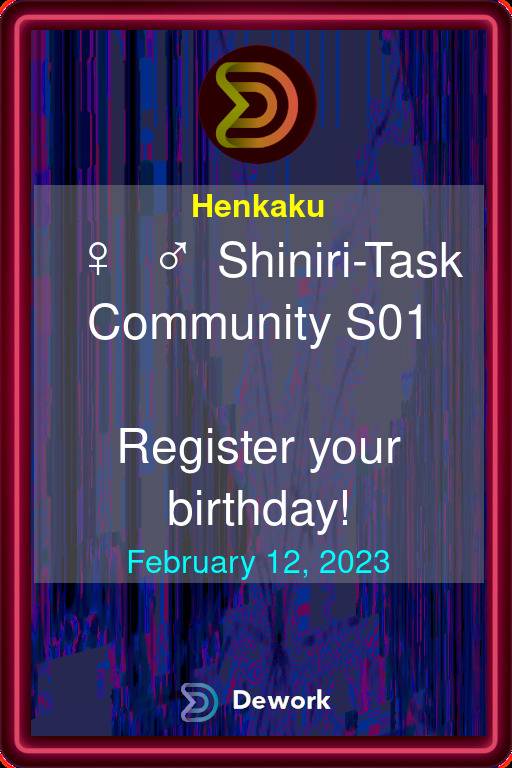 Henkaku
♀ ♂ Shiniri-Task
Community S01
Register your
birthday!
February 12, 2023
Dework